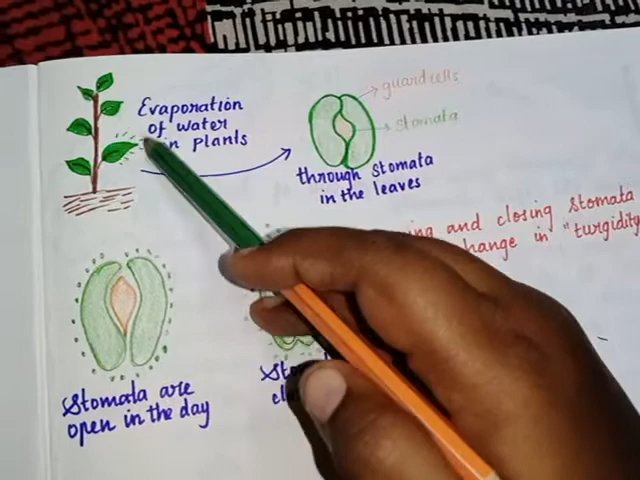 Evaporation
of water
in plants
guard cells
stomata
through stomata
in the leaves
and closing stomata
change in "turgidity
Stomata are
open in the day